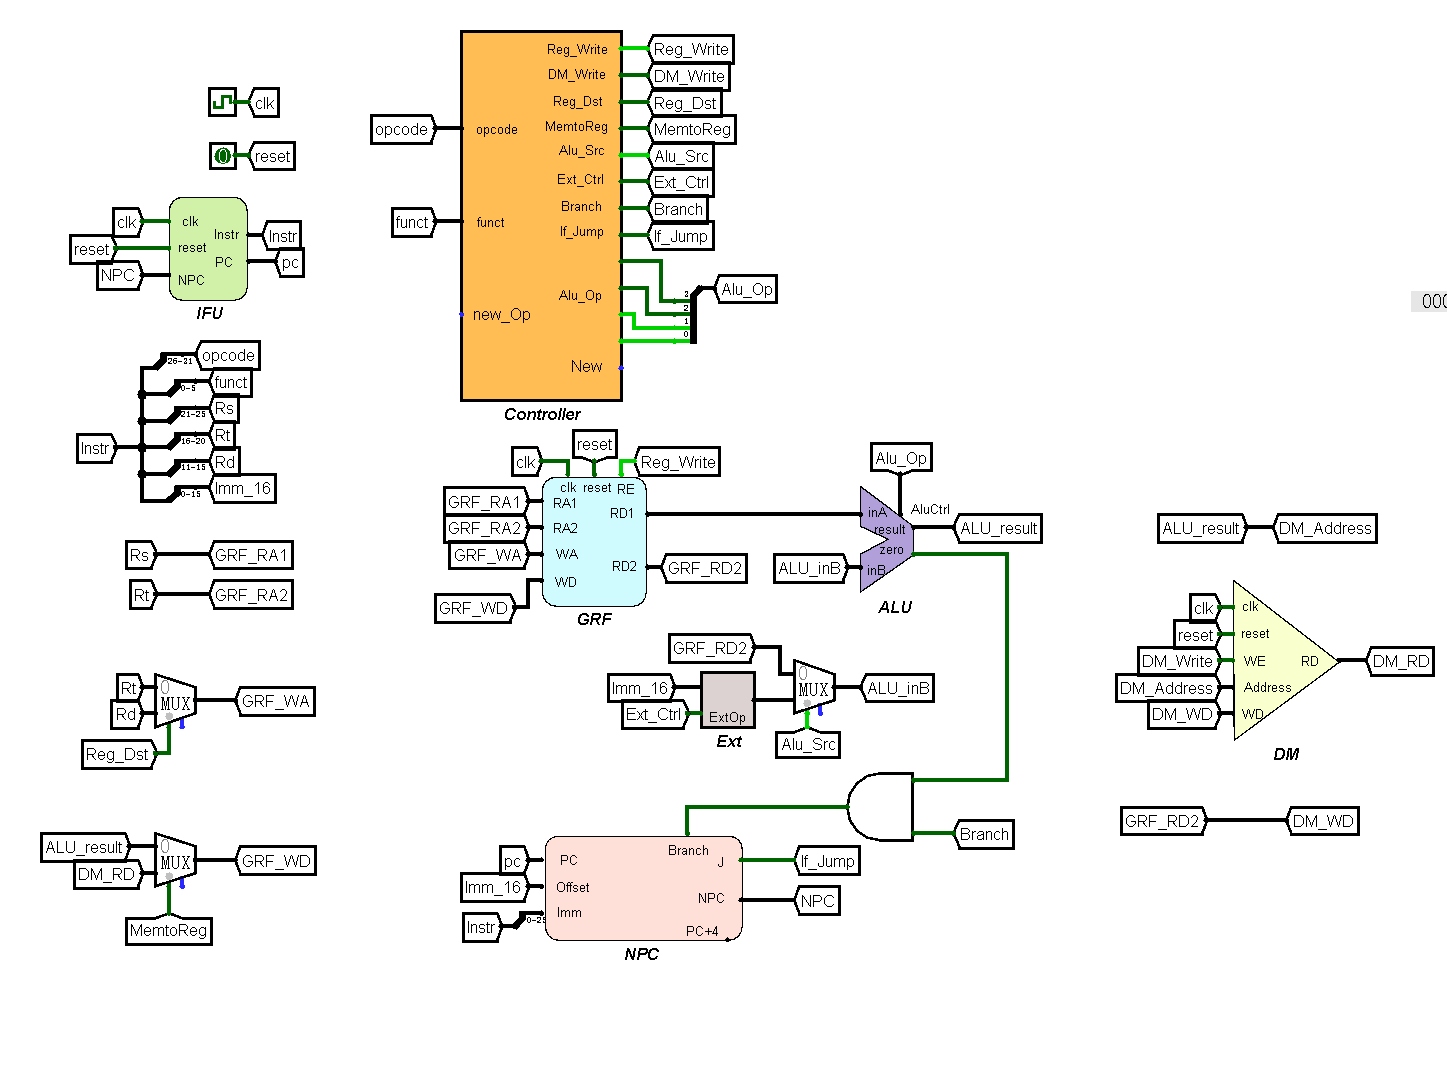 clk
reset
clk
reset
NPC
clk
reset
NPC
Instr
PC
Instr
pc
IFU
Instr
26-21
opcode
0-5
funct
21-25
Rs
16-20
Rt
11-15
Rd
0-15
Imm_16
Rs
GRF_RA1
Rt
GRF_RA2
Rt
Rd
0
MUX
GRF_WA
Reg_Dst
ALU_result
DM_RD
0
MUX
GRF_WD
MemtoReg
opcode
funct
opcode
funct
new_Op
Reg_Write
DM_Write
Reg_Dst
MemtoReg
Alu_Src
Ext_Ctrl
Branch
If_Jump
Alu_Op
New
Reg_Write
DM_Write
Reg_Dst
MemtoReg
Alu_Src
Ext_Ctrl
Branch
If_Jump
3
2
1
0
Alu_Op
Controller
clk
reset
Reg_Write
GRF_RA1
GRF_RA2
GRF_WA
GRF_WD
clk reset RE
RA1
RA2
WA
WD
RD1
RD2
GRF_RD2
GRF
Alu_Op
AluCtrl
inA
result
zero
inB
ALU_inB
ALU_result
ALU
GRF_RD2
Imm_16
Ext_Ctrl
ExtOp
Ext
0
MUX
ALU_inB
Alu_Src
Branch
pc
Imm_16
Instr
0-25
PC
Offset
Imm
Branch
J
NPC
PC+4
If_Jump
NPC
NPC
ALU_result
DM_Address
clk
reset
DM_Write
DM_Address
DM_WD
clk
reset
WE
Address
WD
RD
DM_RD
DM
GRF_RD2
DM_WD